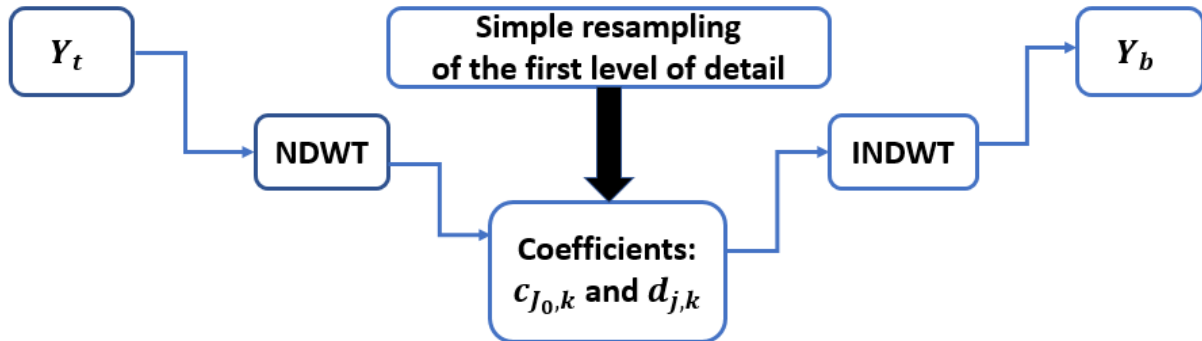 Y_t
Simple resampling
of the first level of detail
Y_b
NDWT
INDWT
Coefficients:
c_{J_0,k} and d_{j,k}